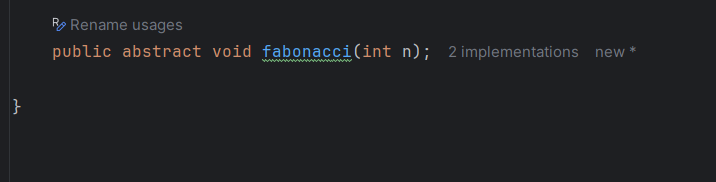 Rename usages
public abstract void fabonacci(int n); 2 implementations new *
}